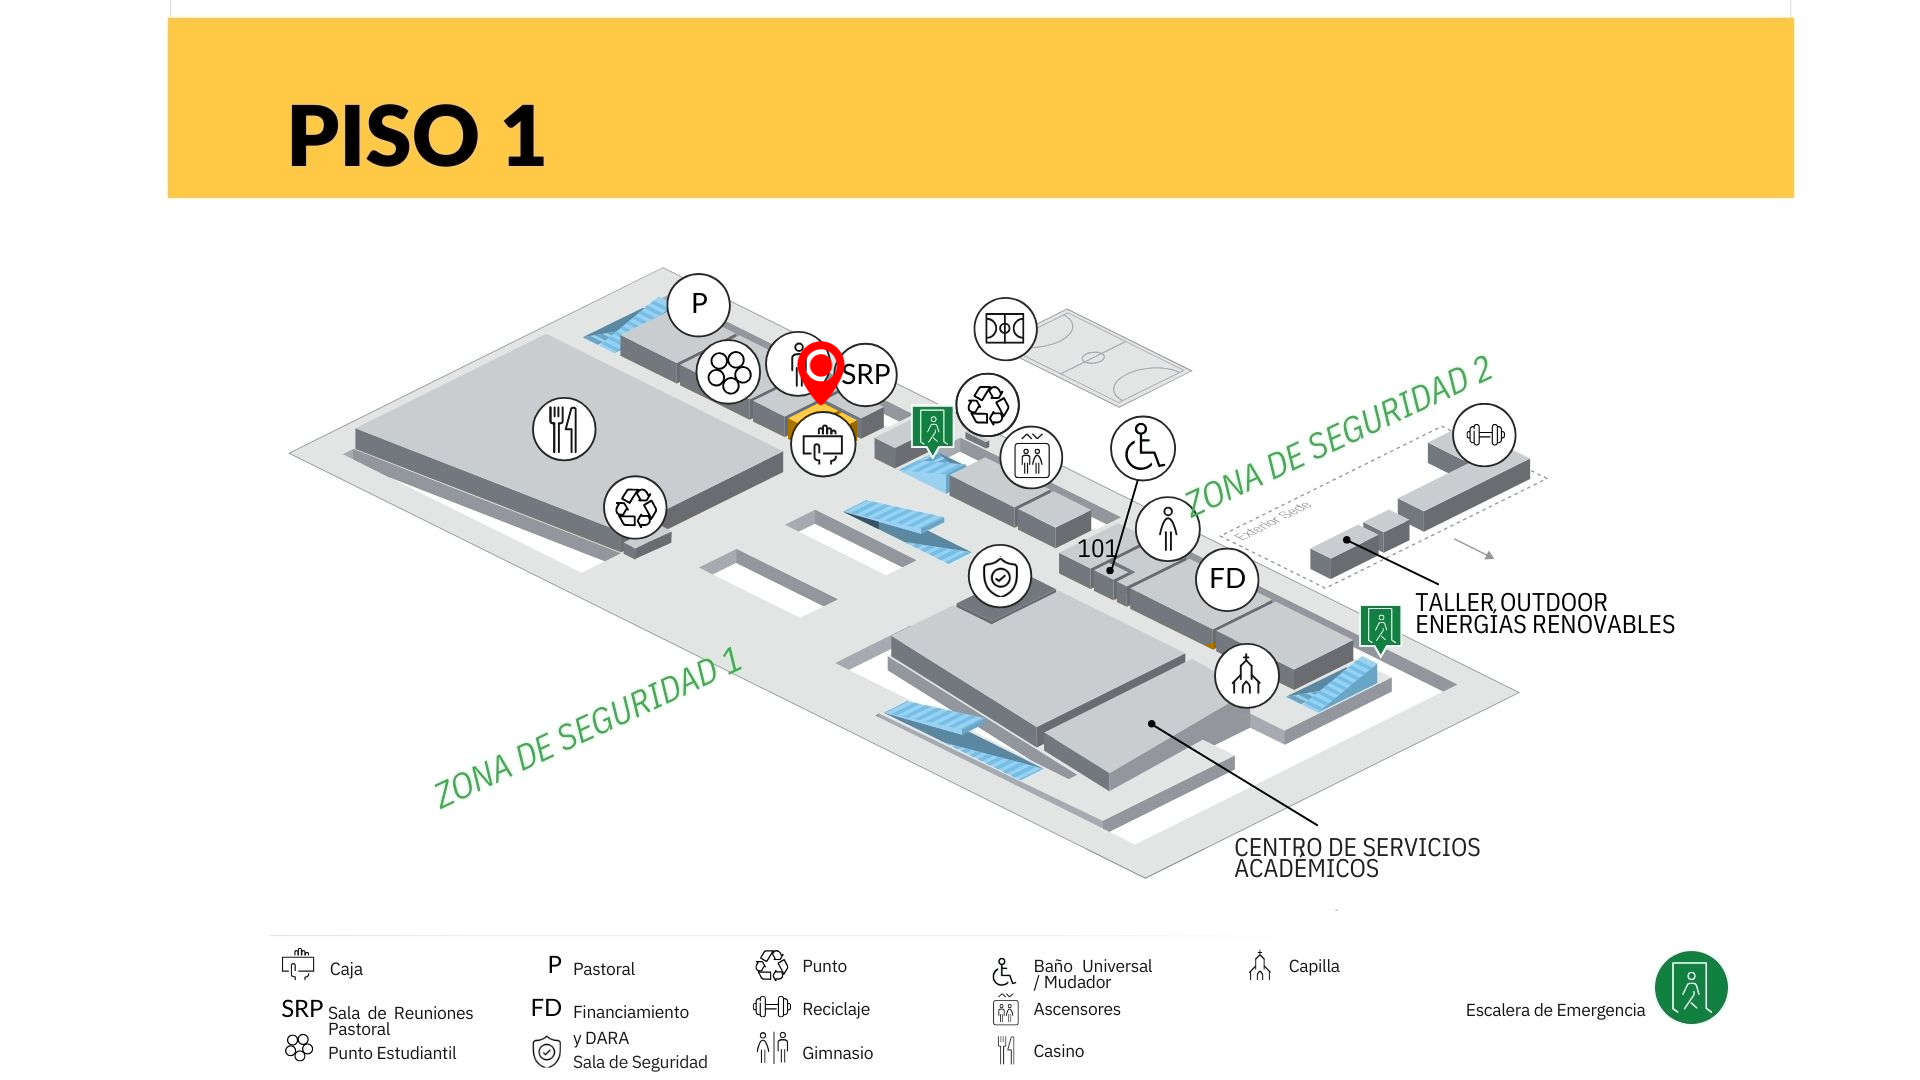 PISO 1
P
SRP
ZONA DE SEGURIDAD 2
Exterior Sede
101
FD
TALLER OUTDOOR
ENERGÍAS RENOVABLES
ZONA DE SEGURIDAD 1
CENTRO DE SERVICIOS
ACADÉMICOS
Caja
SRP Sala de Reuniones
Pastoral
Punto Estudiantil
P Pastoral
FD Financiamiento
y DARA
Sala de Seguridad
Punto
Reciclaje
Gimnasio
Baño Universal
/ Mudador
Ascensores
Casino
Capilla
Escalera de Emergencia